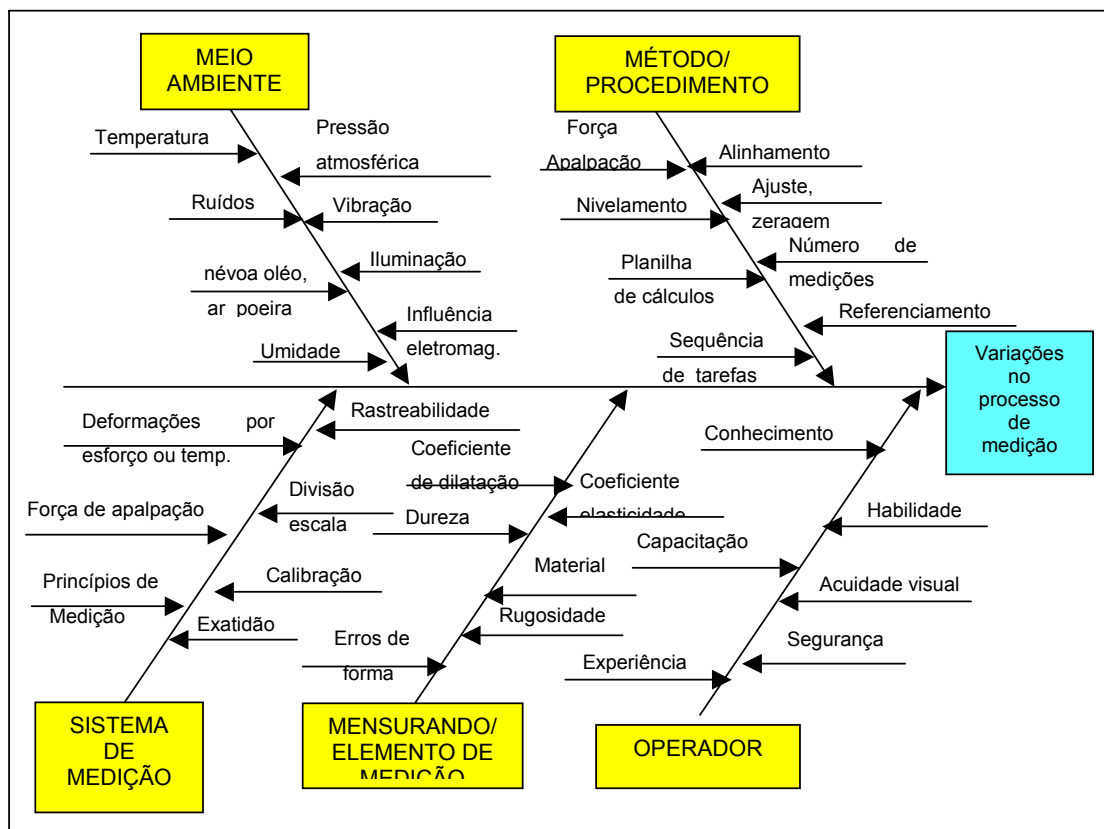 MEIO
AMBIENTE
MÉTODO/
PROCEDIMENTO
Temperatura
Pressão
atmosférica
Ruídos
Vibração
Iluminação
névoa oléo,
ar poeira
Influência
eletromag.
Umidade
Força
Apalpação
Alinhamento
Ajuste,
zeragem
Nivelamento
Número de
medições
Planilha
de cálculos
Referenciamento
Sequência
de tarefas
Variações
no
processo
de
medição
Deformações por
esforço ou temp.
Rastreabilidade
Força de apalpação
Divisão
escala
Princípios de
Medição
Calibração
Exatidão
Coeficiente
de dilatação
Coeficiente
elasticidade
Dureza
Material
Rugosidade
Erros de
forma
Conhecimento
Habilidade
Capacitação
Acuidade visual
Segurança
Experiência
SISTEMA
DE
MEDIÇÃO
MENSURANDO/
ELEMENTO DE
MEDIÇÃO
OPERADOR